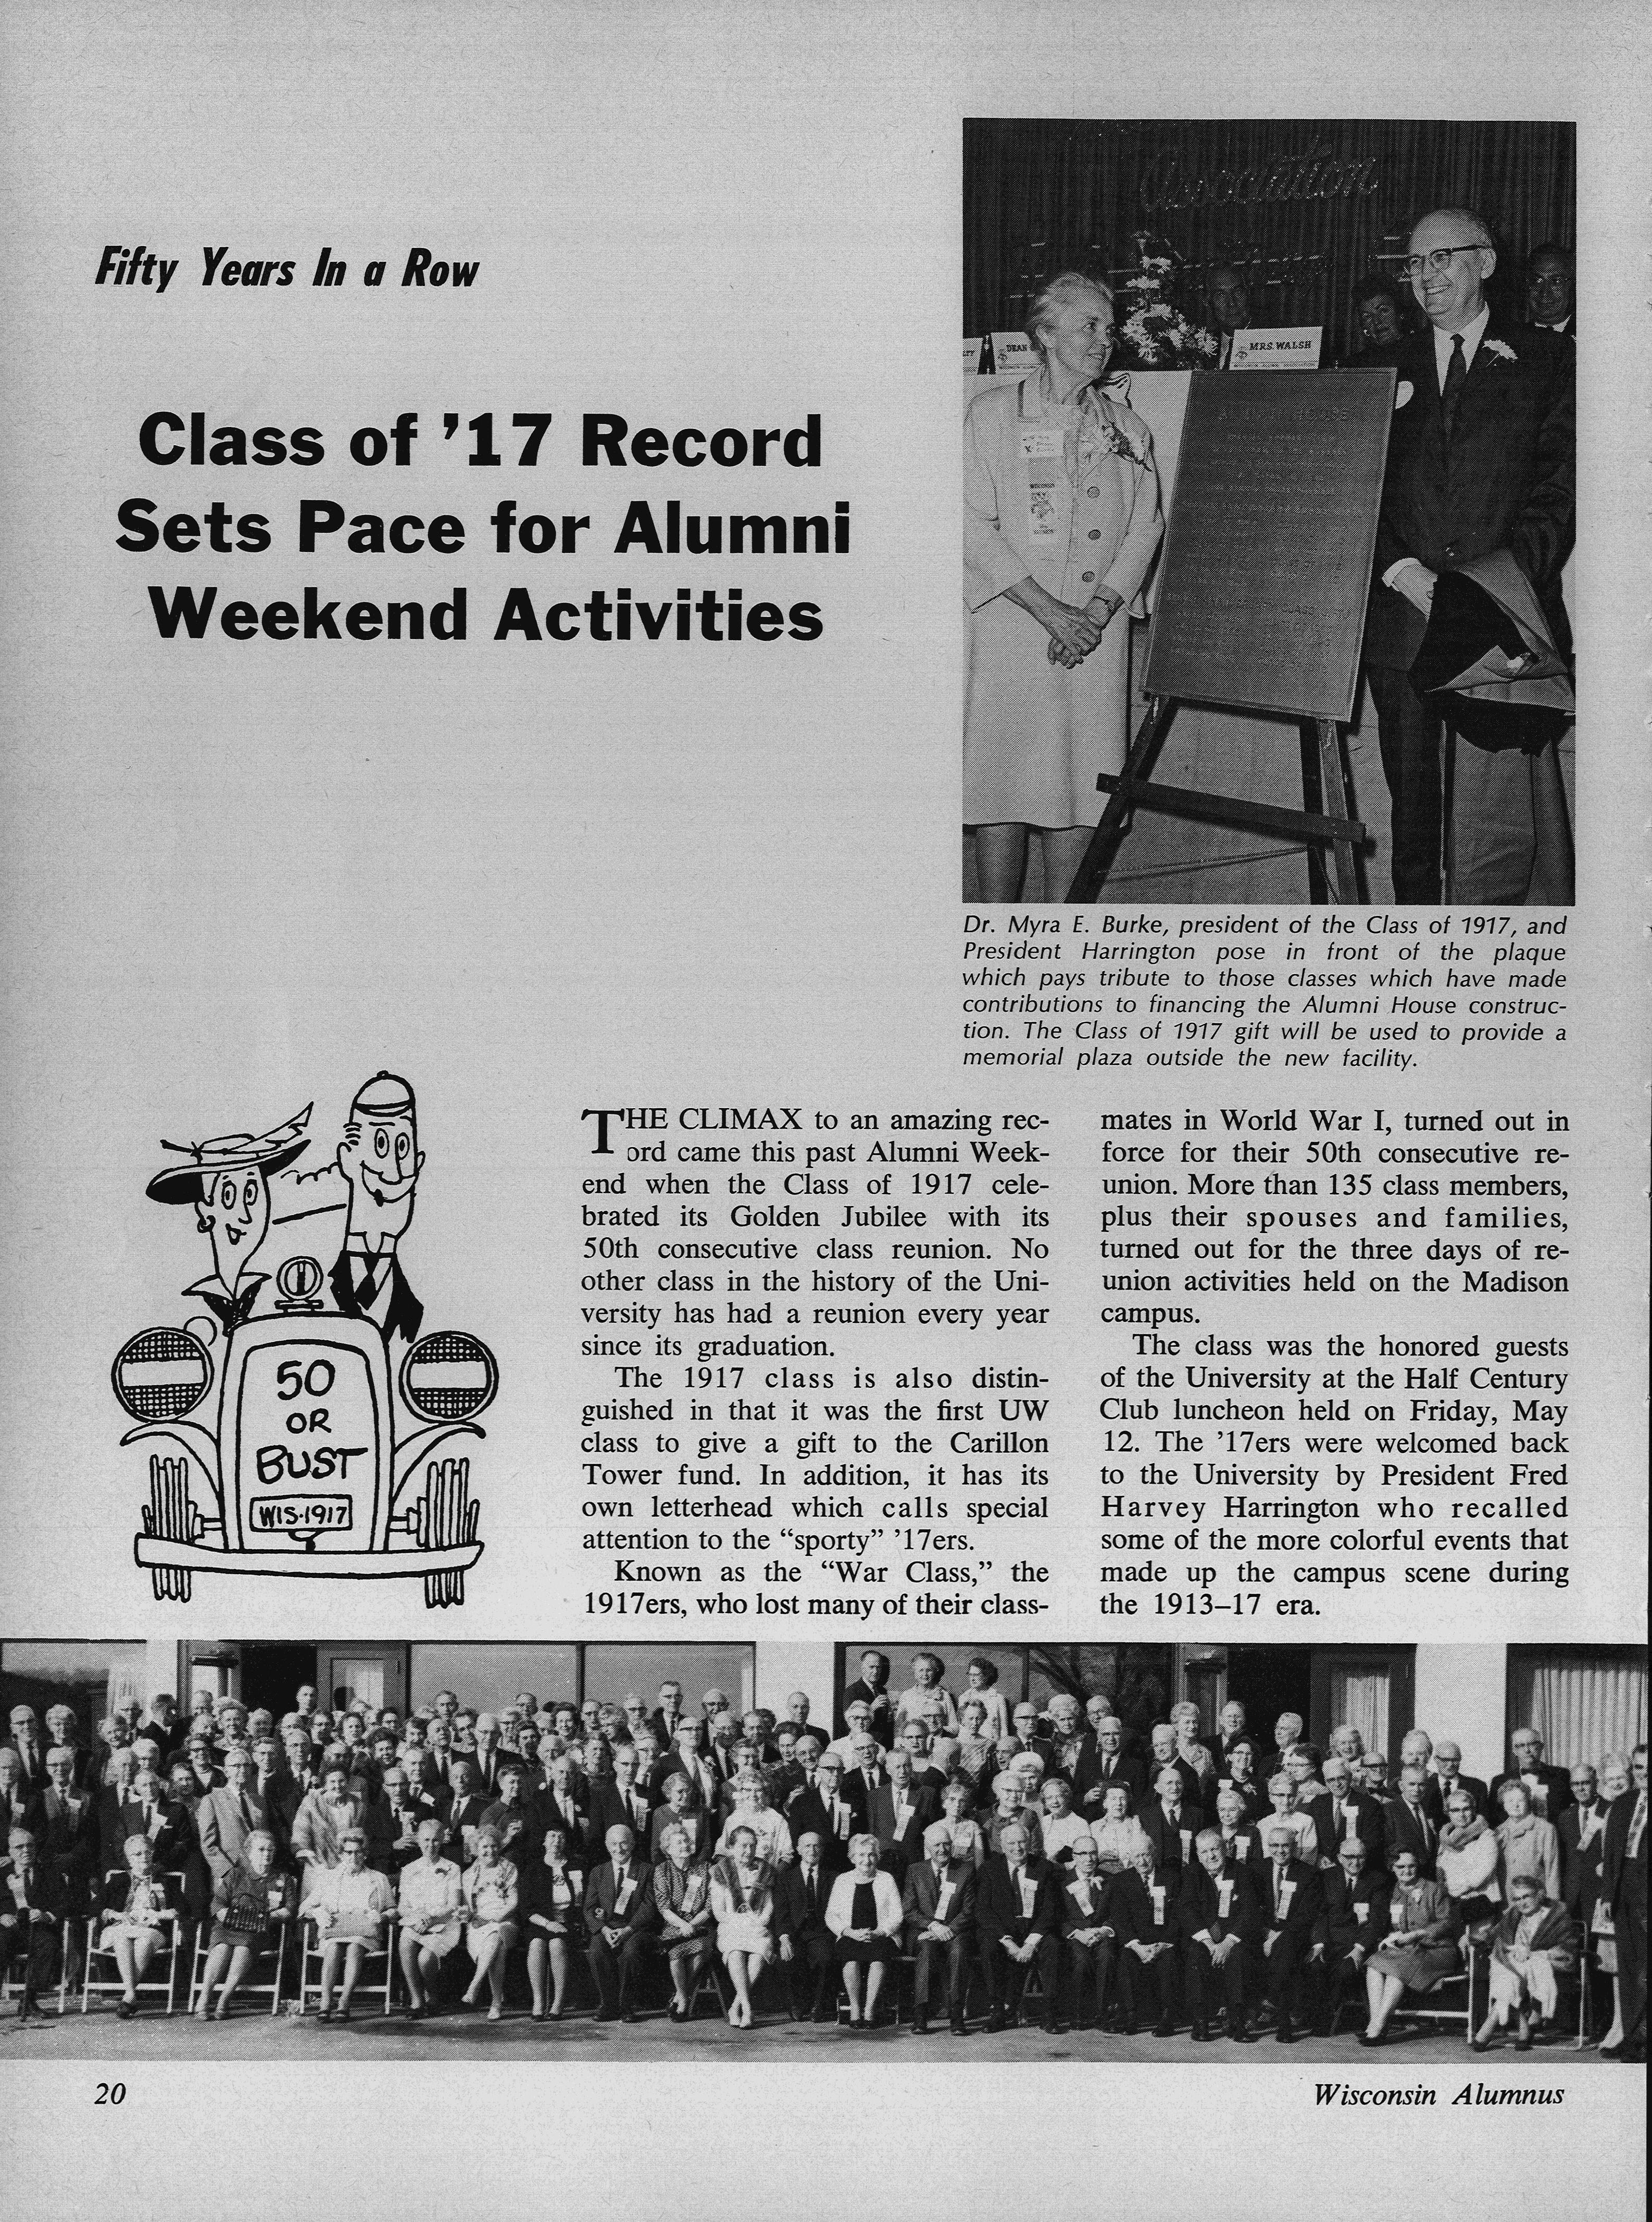 Fifty Years In a Row
Class of ’17 Record
Sets Pace for Alumni
Weekend Activities
Association
DEAN
MRS. WALSH
ALUMNI HOUSE
WISCONSIN
Dr. Myra E. Burke, president of the Class of 1917, and
President Harrington pose in front of the plaque
which pays tribute to those classes which have made
contributions to financing the Alumni House construc-
tion. The Class of 1917 gift will be used to provide a
memorial plaza outside the new facility.
50
OR
BUST
WIS·1917
THE CLIMAX to an amazing rec-
ord came this past Alumni Week-
end when the Class of 1917 cele-
brated its Golden Jubilee with its
50th consecutive class reunion. No
other class in the history of the Uni-
versity has had a reunion every year
since its graduation.
The 1917 class is also distin-
guished in that it was the first UW
class to give a gift to the Carillon
Tower fund. In addition, it has its
own letterhead which calls special
attention to the “sporty” ’17ers.
Known as the “War Class,” the
1917ers, who lost many of their class-
mates in World War I, turned out in
force for their 50th consecutive re-
union. More than 135 class members,
plus their spouses and families,
turned out for the three days of re-
union activities held on the Madison
campus.
The class was the honored guests
of the University at the Half Century
Club luncheon held on Friday, May
12. The ’17ers were welcomed back
to the University by President Fred
Harvey Harrington who recalled
some of the more colorful events that
made up the campus scene during
the 1913–17 era.
20
Wisconsin Alumnus